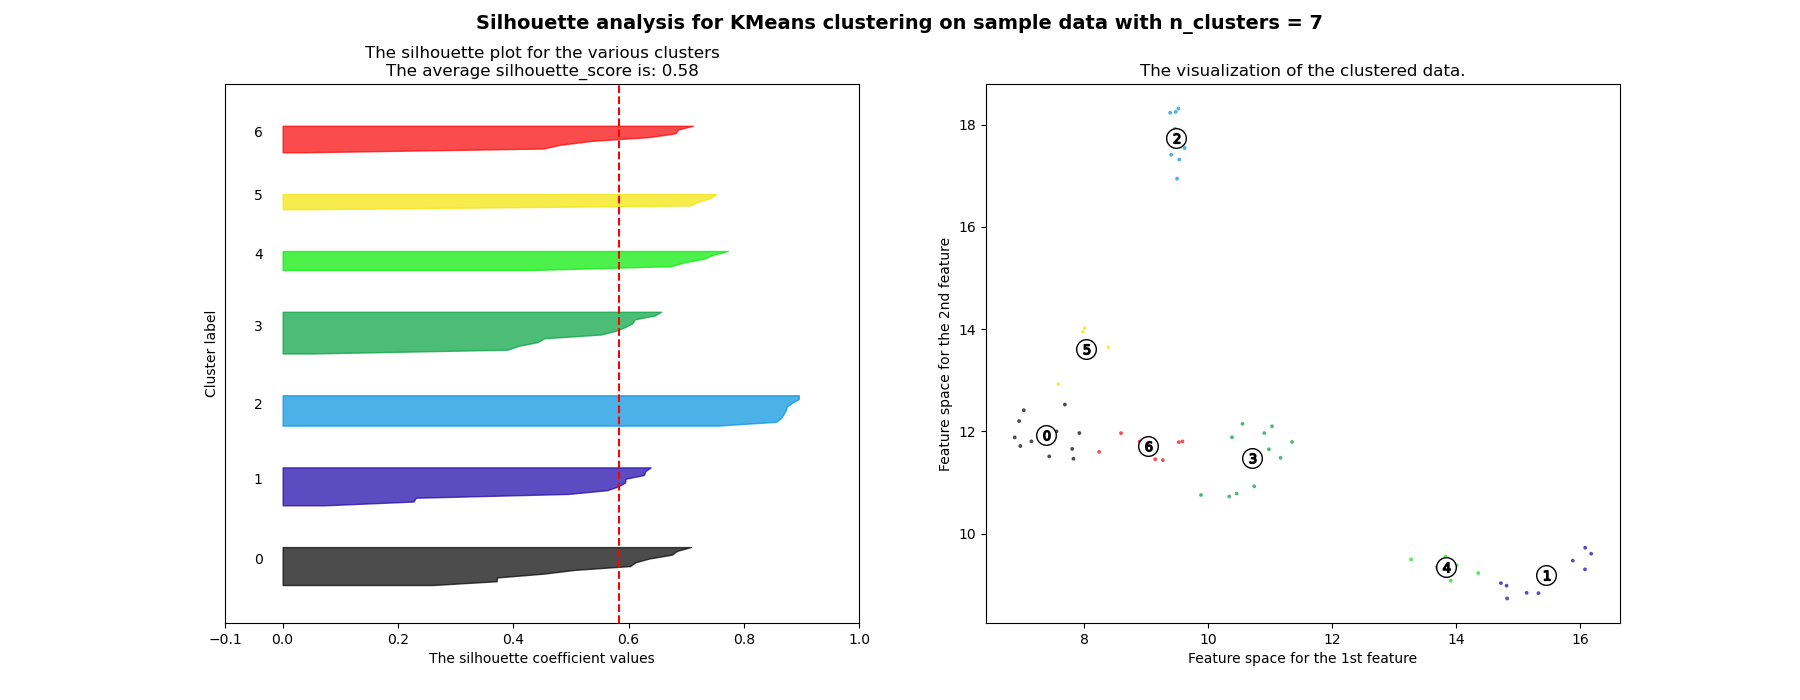 Silhouette analysis for KMeans clustering on sample data with n_clusters = 7
The silhouette plot for the various clusters
The average silhouette_score is: 0.58
6
5
4
3
2
1
0
Cluster label
−0.1 0.0 0.2 0.4 0.6 0.8 1.0
The silhouette coefficient values
The visualization of the clustered data.
18
16
14
12
10
Feature space for the 2nd feature
2
5
0
6
3
4
1
8 10 12 14 16
Feature space for the 1st feature